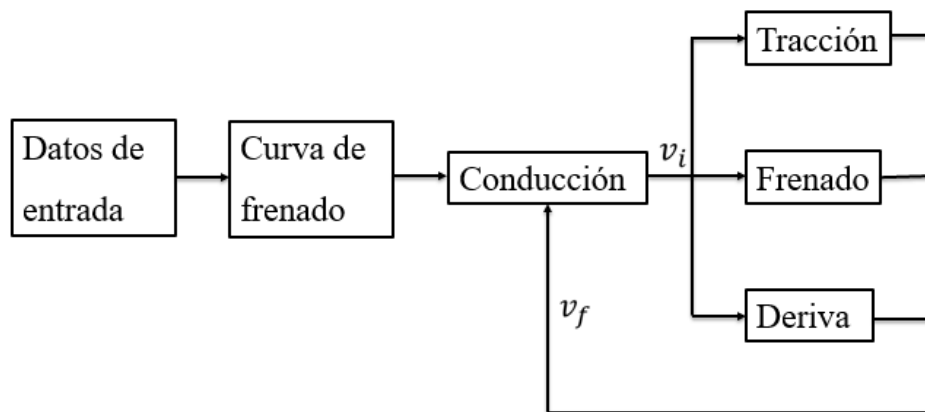 Datos de
entrada
Curva de
frenado
Conducción
v_i
Tracción
Frenado
Deriva
v_f